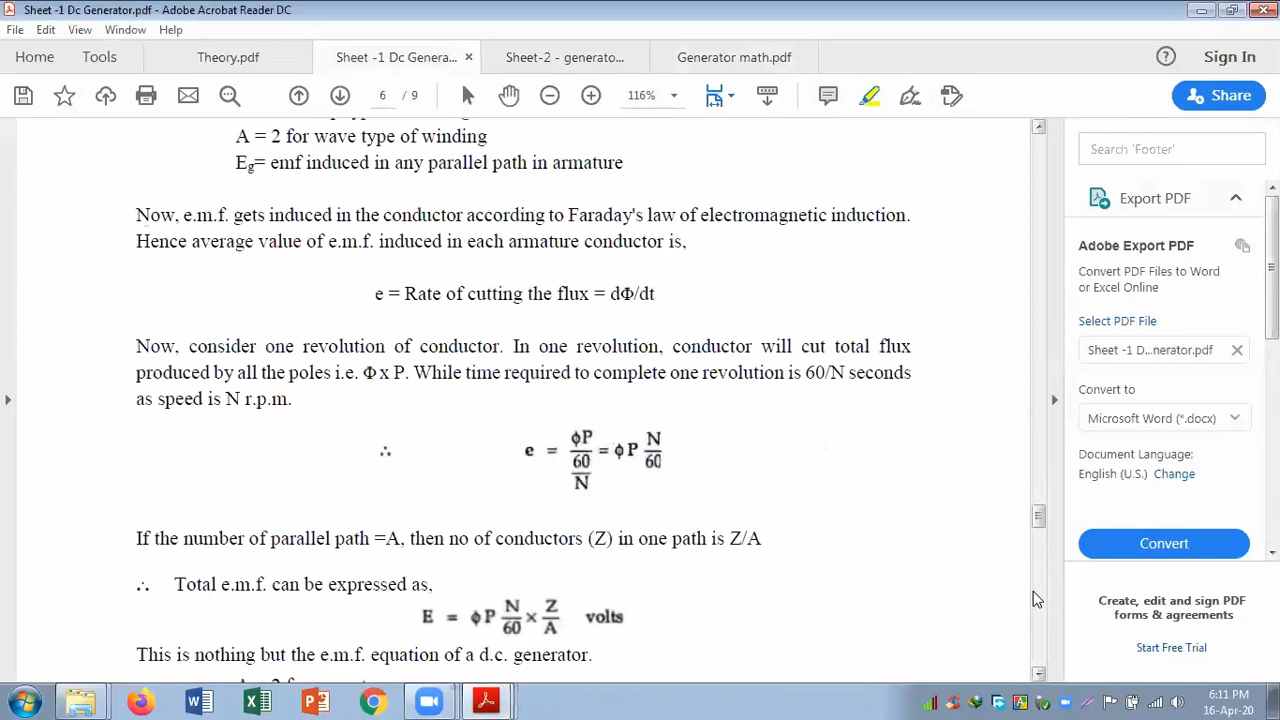 Sheet -1 Dc Generator.pdf - Adobe Acrobat Reader DC
File Edit View Window Help
Home Tools Theory.pdf Sheet -1 Dc Genera... × Sheet-2 - generato... Generator math.pdf ? Sign In
6 / 9 116% Share
A = 2 for wave type of winding
Eg= emf induced in any parallel path in armature
Now, e.m.f. gets induced in the conductor according to Faraday's law of electromagnetic induction.
Hence average value of e.m.f. induced in each armature conductor is,
e = Rate of cutting the flux = dΦ/dt
Now, consider one revolution of conductor. In one revolution, conductor will cut total flux
produced by all the poles i.e. Φ x P. While time required to complete one revolution is 60/N seconds
as speed is N r.p.m.
∴ e = ϕP / (60/N) = ϕ P N/60
If the number of parallel path =A, then no of conductors (Z) in one path is Z/A
∴ Total e.m.f. can be expressed as,
E = ϕ P N/60 × Z/A volts
This is nothing but the e.m.f. equation of a d.c. generator.
Search 'Footer'
Export PDF
Adobe Export PDF
Convert PDF Files to Word
or Excel Online
Select PDF File
Sheet -1 D...nerator.pdf ×
Convert to
Microsoft Word (*.docx)
Document Language:
English (U.S.) Change
Convert
Create, edit and sign PDF
forms & agreements
Start Free Trial
6:11 PM
16-Apr-20